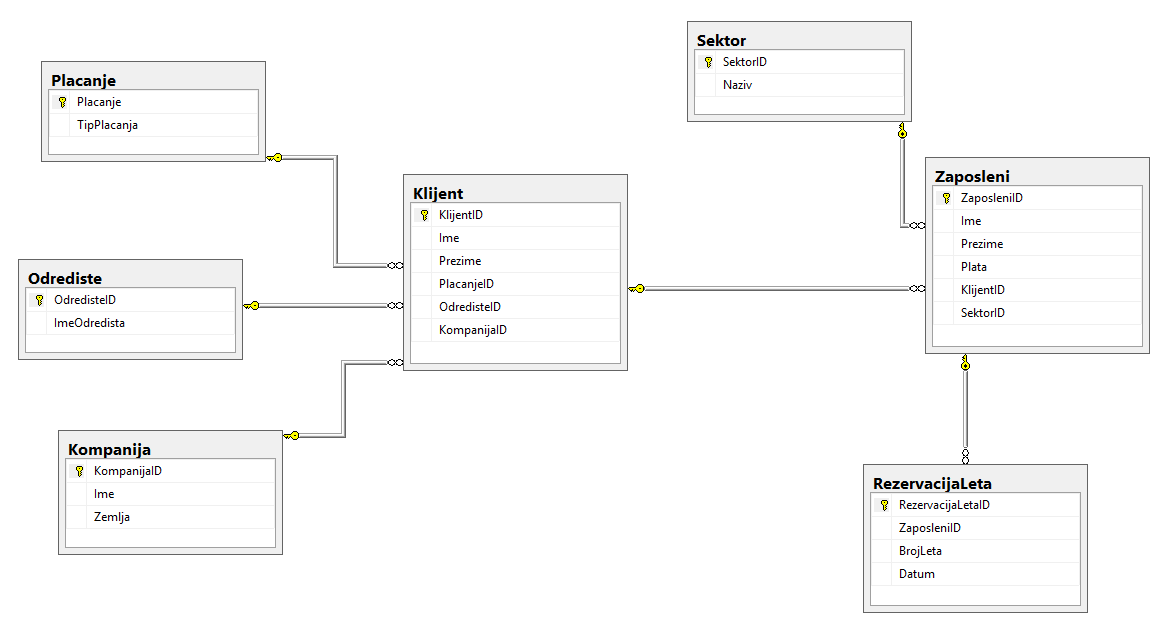 Placanje
Placanje
TipPlacanja
Odrediste
OdredisteID
ImeOdredista
Kompanija
KompanijaID
Ime
Zemlja
Klijent
KlijentID
Ime
Prezime
PlacanjeID
OdredisteID
KompanijaID
Sektor
SektorID
Naziv
Zaposleni
ZaposleniID
Ime
Prezime
Plata
KlijentID
SektorID
RezervacijaLeta
RezervacijaLetaID
ZaposleniID
BrojLeta
Datum